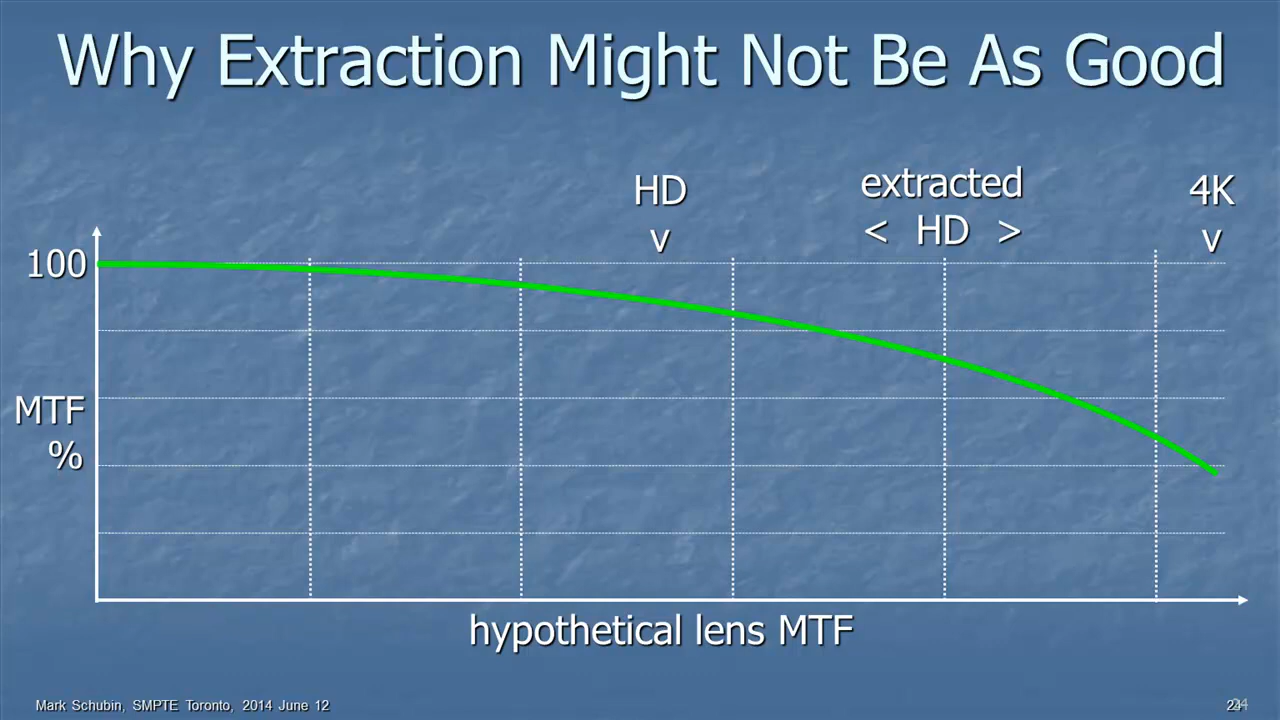 Why Extraction Might Not Be As Good
HD
v
extracted
< HD >
4K
v
100
MTF
%
hypothetical lens MTF
Mark Schubin, SMPTE Toronto, 2014 June 12
24